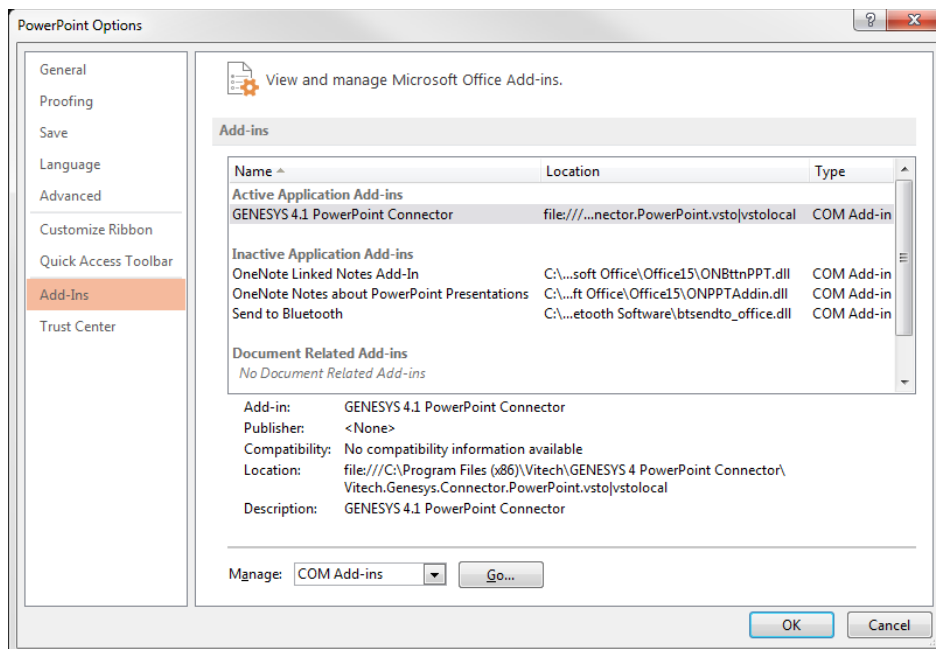 PowerPoint Options
General
Proofing
Save
Language
Advanced
Customize Ribbon
Quick Access Toolbar
Add-Ins
Trust Center
View and manage Microsoft Office Add-ins.
Add-ins
Name Location Type
Active Application Add-ins
GENESYS 4.1 PowerPoint Connector file:///...nector.PowerPoint.vsto|vstolocal COM Add-in
Inactive Application Add-ins
OneNote Linked Notes Add-In C:\...soft Office\Office15\ONBttnPPT.dll COM Add-in
OneNote Notes about PowerPoint Presentations C:\...ft Office\Office15\ONPPTAddin.dll COM Add-in
Send to Bluetooth C:\...etooth Software\btsendto_office.dll COM Add-in
Document Related Add-ins
No Document Related Add-ins
Add-in: GENESYS 4.1 PowerPoint Connector
Publisher: <None>
Compatibility: No compatibility information available
Location: file:///C:\Program Files (x86)\Vitech\GENESYS 4 PowerPoint Connector\
Vitech.Genesys.Connector.PowerPoint.vsto|vstolocal
Description: GENESYS 4.1 PowerPoint Connector
Manage: COM Add-ins Go...
OK Cancel